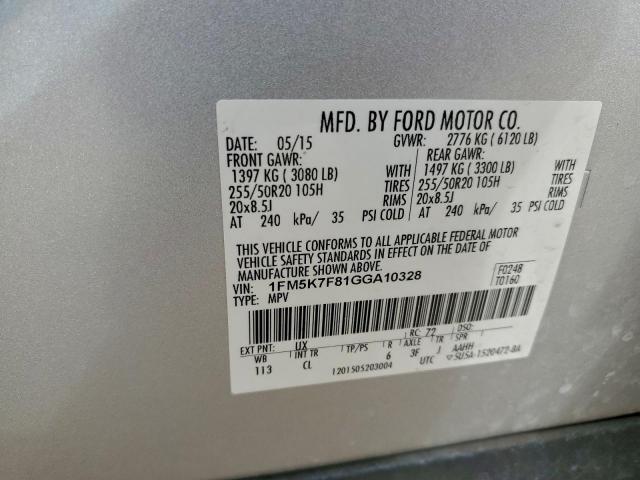 MFD. BY FORD MOTOR CO.
DATE: 05/15 GVWR: 2776 KG ( 6120 LB)
FRONT GAWR: REAR GAWR:
1397 KG ( 3080 LB) WITH 1497 KG ( 3300 LB) WITH
255/50R20 105H TIRES 255/50R20 105H TIRES
20x8.5J RIMS 20x8.5J RIMS
AT 240 kPa/ 35 PSI COLD AT 240 kPa/ 35 PSI COLD
THIS VEHICLE CONFORMS TO ALL APPLICABLE FEDERAL MOTOR
VEHICLE SAFETY STANDARDS IN EFFECT ON THE DATE OF
MANUFACTURE SHOWN ABOVE.
VIN: 1FM5K7F81GGA10328 F0248
TYPE: MPV T0160
EXT PNT: UX RC: 72 DSO:
WB INT TR TP/PS R AXLE TR SPR
113 CL 6 3F J AAHH
1201505203004 UTC ▽SU5A-1520472-BA